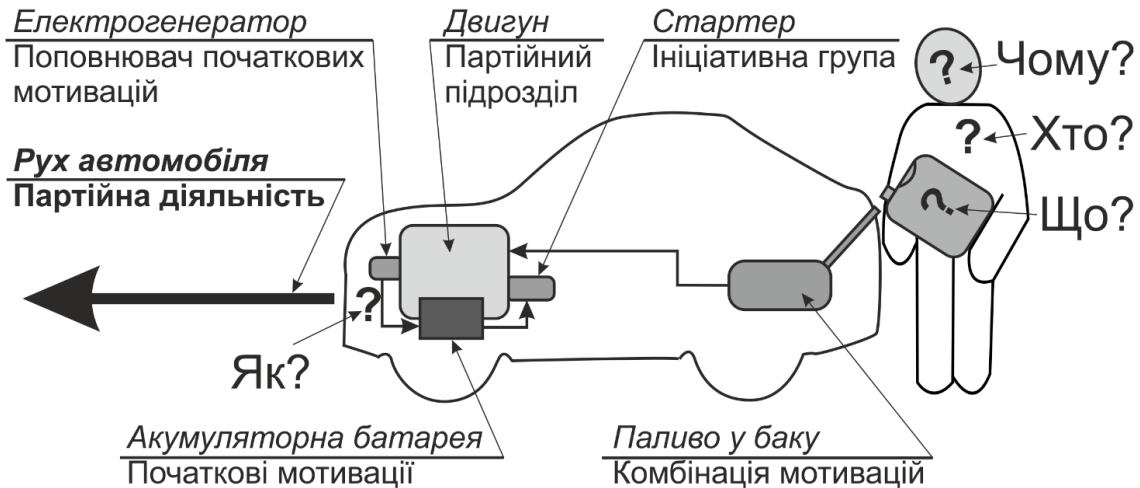 Електрогенератор
Поповнювач початкових
мотивацій
Двигун
Партійний
підрозділ
Стартер
Ініціативна група
?
Чому?
?
Хто?
?
Що?
Рух автомобіля
Партійна діяльність
?
Як?
Акумуляторна батарея
Початкові мотивації
Паливо у баку
Комбінація мотивацій